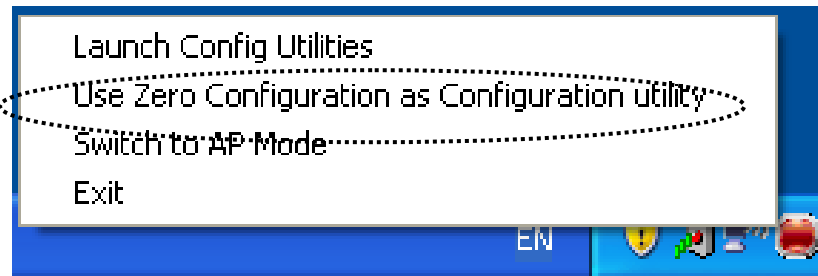 Launch Config Utilities
Use Zero Configuration as Configuration utility
Switch to AP Mode
Exit
EN